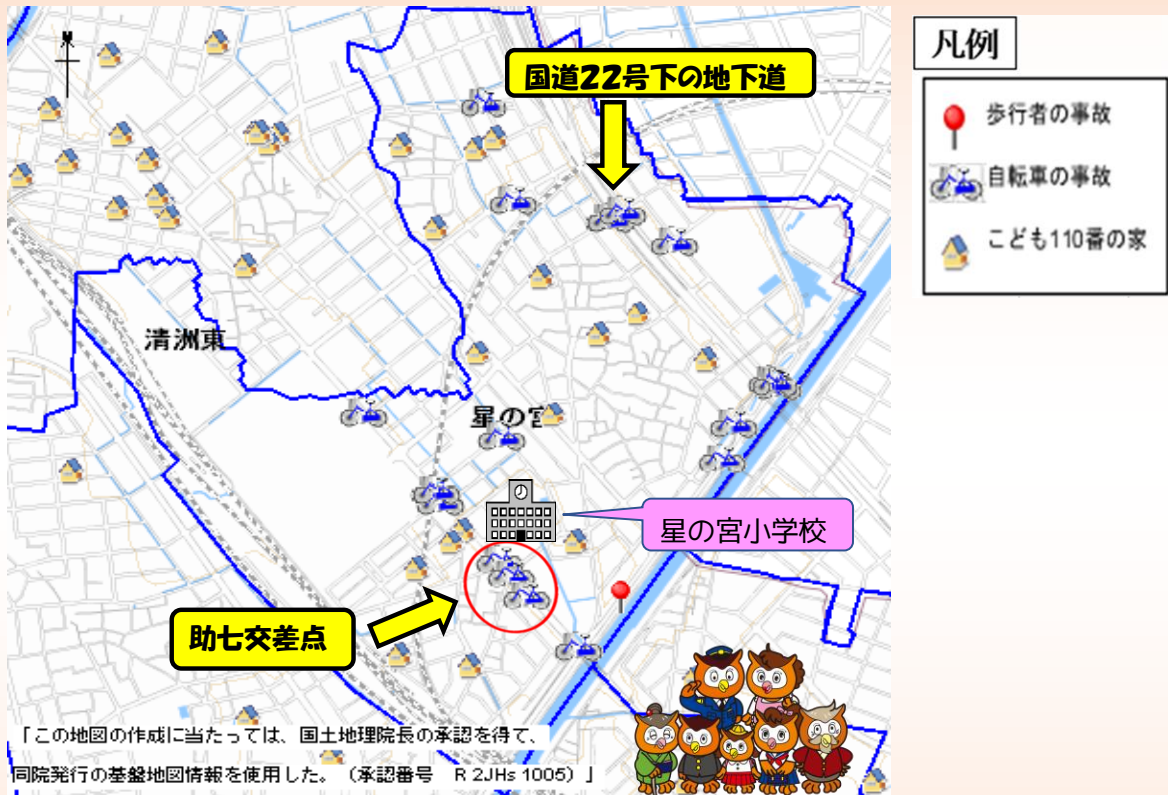 国道22号下の地下道
凡例
歩行者の事故
自転車の事故
こども110番の家
清洲東
星の宮
星の宮小学校
助七交差点
「この地図の作成に当たっては、国土地理院長の承認を得て、
同院発行の基盤地図情報を使用した。（承認番号　R 2JHs 1005）」